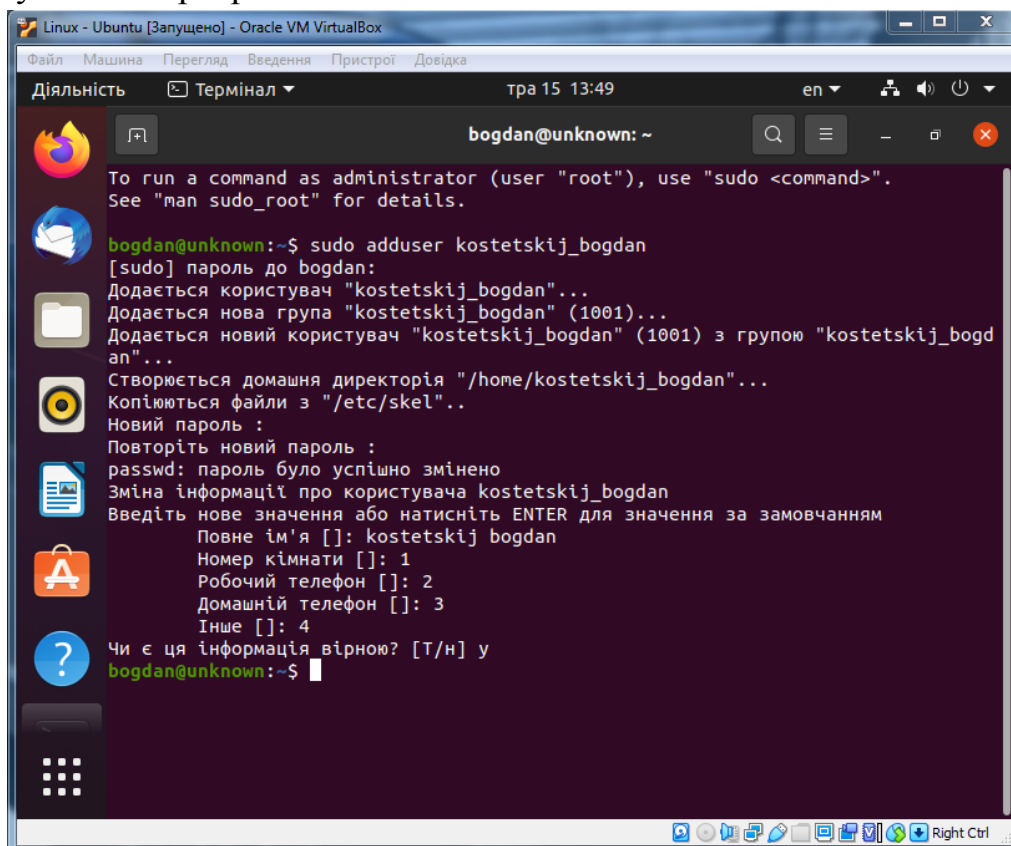 Linux - Ubuntu [Запущено] - Oracle VM VirtualBox
Файл Машина Перегляд Введення Пристрої Довідка
Діяльність Термінал тра 15 13:49 en
bogdan@unknown: ~
To run a command as administrator (user "root"), use "sudo <command>".
See "man sudo_root" for details.
bogdan@unknown:~$ sudo adduser kostetskij_bogdan
[sudo] пароль до bogdan:
Додається користувач "kostetskij_bogdan"...
Додається нова група "kostetskij_bogdan" (1001)...
Додається новий користувач "kostetskij_bogdan" (1001) з групою "kostetskij_bogd
an"...
Створюється домашня директорія "/home/kostetskij_bogdan"...
Копіюються файли з "/etc/skel"..
Новий пароль :
Повторіть новий пароль :
passwd: пароль було успішно змінено
Зміна інформації про користувача kostetskij_bogdan
Введіть нове значення або натисніть ENTER для значення за замовчанням
Повне ім'я []: kostetskij bogdan
Номер кімнати []: 1
Робочий телефон []: 2
Домашній телефон []: 3
Інше []: 4
Чи є ця інформація вірною? [Т/н] y
bogdan@unknown:~$
Right Ctrl